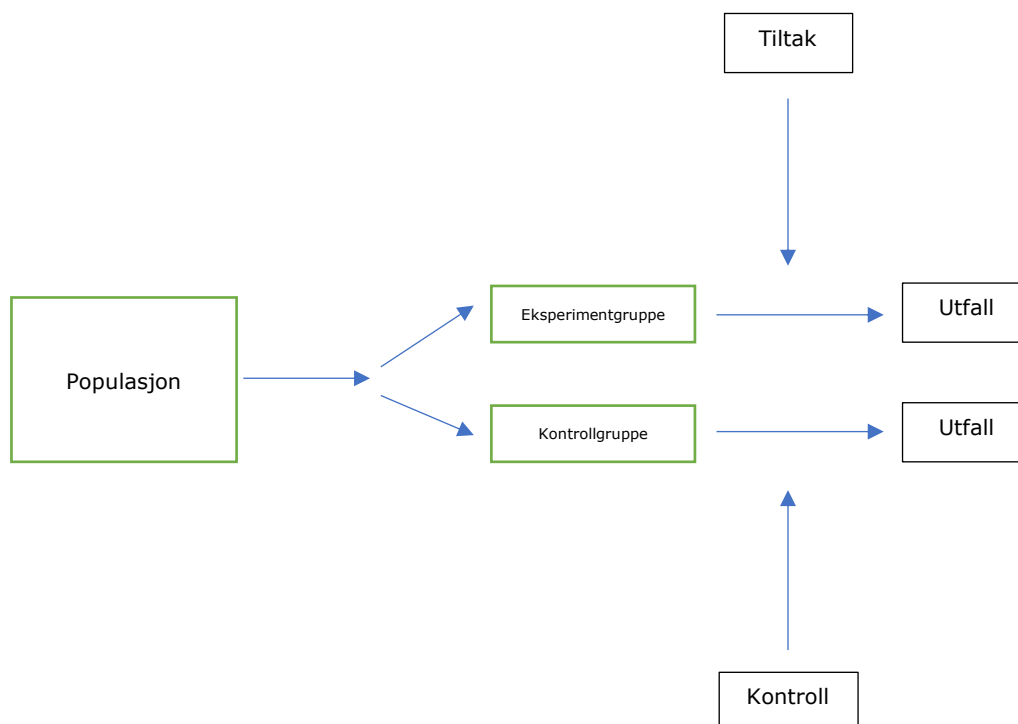 Tiltak
Eksperimentgruppe
Utfall
Populasjon
Kontrollgruppe
Utfall
Kontroll